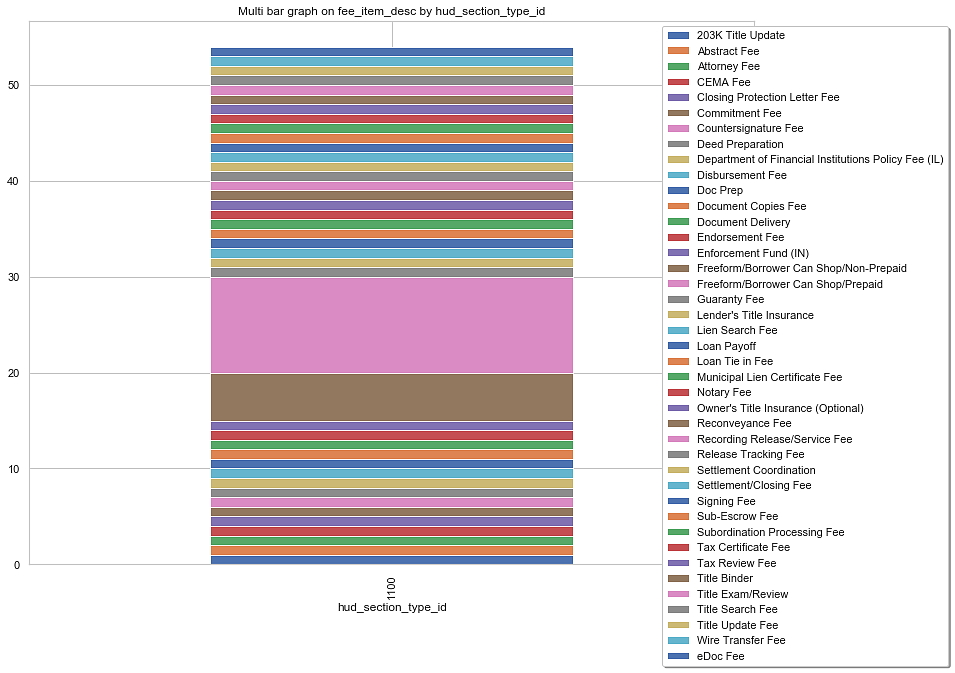 Multi bar graph on fee_item_desc by hud_section_type_id
50
40
30
20
10
0
1100
hud_section_type_id
203K Title Update
Abstract Fee
Attorney Fee
CEMA Fee
Closing Protection Letter Fee
Commitment Fee
Countersignature Fee
Deed Preparation
Department of Financial Institutions Policy Fee (IL)
Disbursement Fee
Doc Prep
Document Copies Fee
Document Delivery
Endorsement Fee
Enforcement Fund (IN)
Freeform/Borrower Can Shop/Non-Prepaid
Freeform/Borrower Can Shop/Prepaid
Guaranty Fee
Lender's Title Insurance
Lien Search Fee
Loan Payoff
Loan Tie in Fee
Municipal Lien Certificate Fee
Notary Fee
Owner's Title Insurance (Optional)
Reconveyance Fee
Recording Release/Service Fee
Release Tracking Fee
Settlement Coordination
Settlement/Closing Fee
Signing Fee
Sub-Escrow Fee
Subordination Processing Fee
Tax Certificate Fee
Tax Review Fee
Title Binder
Title Exam/Review
Title Search Fee
Title Update Fee
Wire Transfer Fee
eDoc Fee